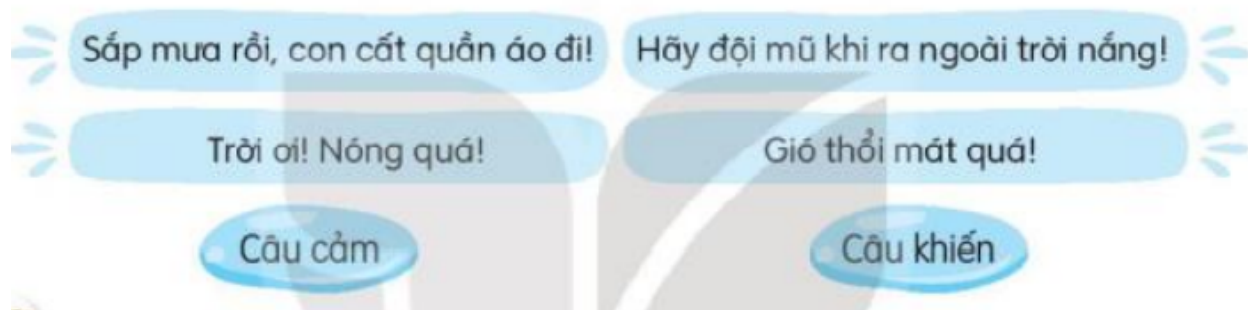 Sắp mưa rồi, con cất quần áo đi!
Hãy đội mũ khi ra ngoài trời nắng!
Trời ơi! Nóng quá!
Gió thổi mát quá!
Câu cảm
Câu khiến